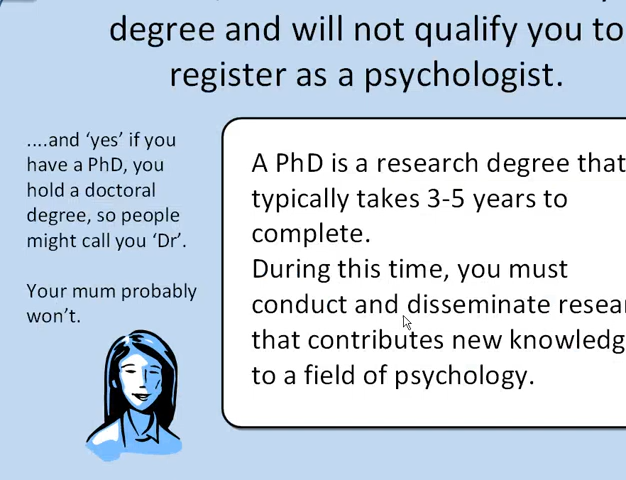 degree and will not qualify you to
register as a psychologist.
....and ‘yes’ if you
have a PhD, you
hold a doctoral
degree, so people
might call you ‘Dr’.
Your mum probably
won’t.
A PhD is a research degree that
typically takes 3-5 years to
complete.
During this time, you must
conduct and disseminate
that contributes new
to a field of psychology.